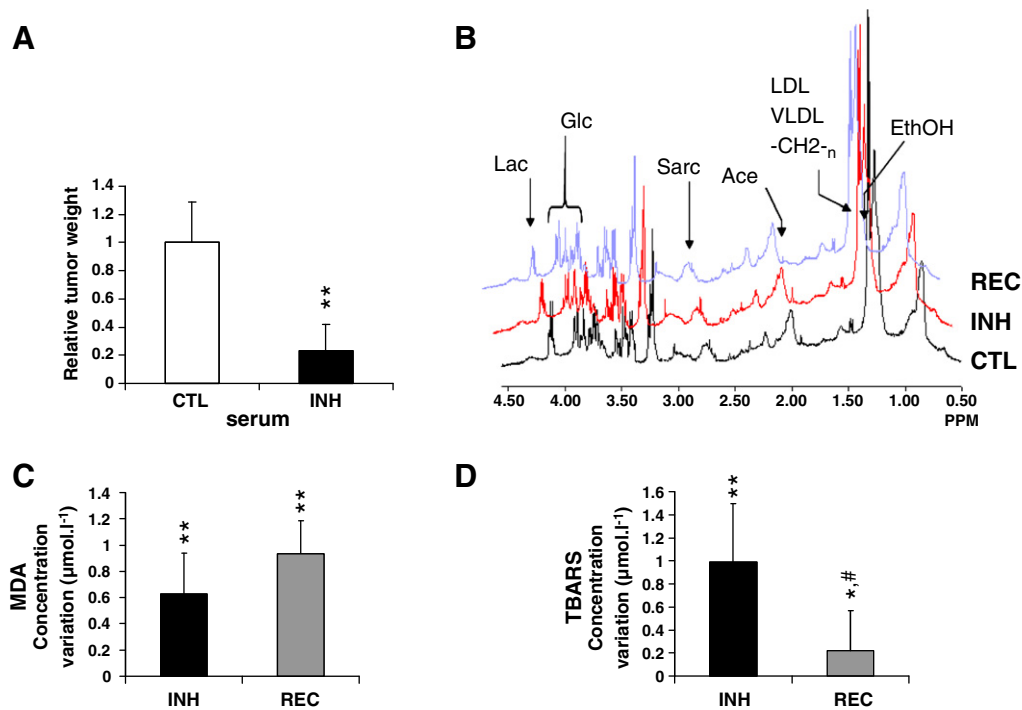 A
Relative tumor weight
1.4
1.2
1
0.8
0.6
0.4
0.2
0
**
CTL
INH
serum
B
Lac
Glc
Sarc
Ace
LDL
VLDL
-CH2-n
EthOH
REC
INH
CTL
4.50
4.00
3.50
3.00
2.50
2.00
1.50
1.00
0.50
PPM
C
MDA
Concentration
variation (µmol.l-1)
1.4
1.2
1
0.8
0.6
0.4
0.2
0
**
**
INH
REC
D
TBARS
Concentration
variation (µmol.l-1)
1.6
1.4
1.2
1
0.8
0.6
0.4
0.2
0
**
*,#
INH
REC